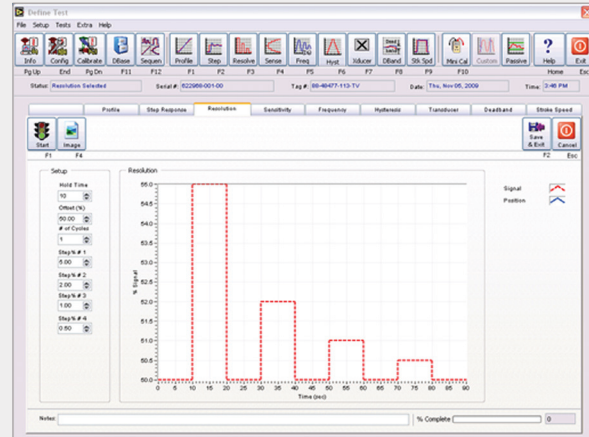 Define Test
File Setup Tests Extra Help
Info Config Calibrate DBase Sequen Profile Step Resolve Sense Freq Hyst Xducer DBand Stk Spd Mini Cal Custom Passive Help Exit
Pg Up End Pg Dn F11 F12 F1 F2 F3 F4 F5 F6 F7 F8 F9 F10 Home Esc
Status: Resolution Selected Serial #: 622968-001-00 Tag #: 88-48477-113-TV Date: Thu, Nov 05, 2009 Time: 3:46 PM
Profile Step Response Resolution Sensitivity Frequency Hysteresis Transducer Deadband Stroke Speed
Start Image Save & Exit Cancel
F1 F4 F2 Esc
Setup
Hold Time
10
Offset (%)
50.00
# of Cycles
1
Step% # 1
5.00
Step% # 2
2.00
Step% # 3
1.00
Step% # 4
0.50
Resolution
% Signal
55.0
54.5
54.0
53.5
53.0
52.5
52.0
51.5
51.0
50.5
50.0
0 5 10 15 20 25 30 35 40 45 50 55 60 65 70 75 80 85 90
Time (sec)
Signal
Position
Notes:
% Complete 0